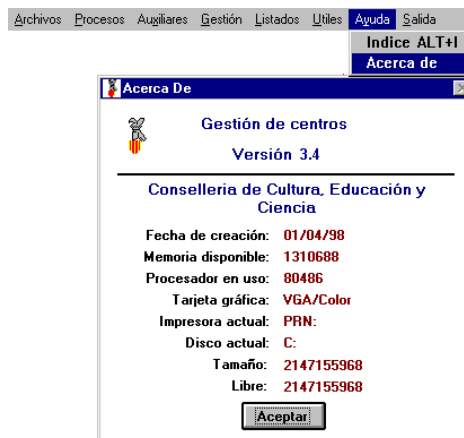 Archivos Procesos Auxiliares Gestión Listados Utiles Ayuda Salida
Indice ALT+I
Acerca de
Acerca De
Gestión de centros
Versión 3.4
Conselleria de Cultura, Educación y
Ciencia
Fecha de creación: 01/04/98
Memoria disponible: 1310688
Procesador en uso: 80486
Tarjeta gráfica: VGA/Color
Impresora actual: PRN:
Disco actual: C:
Tamaño: 2147155968
Libre: 2147155968
Aceptar